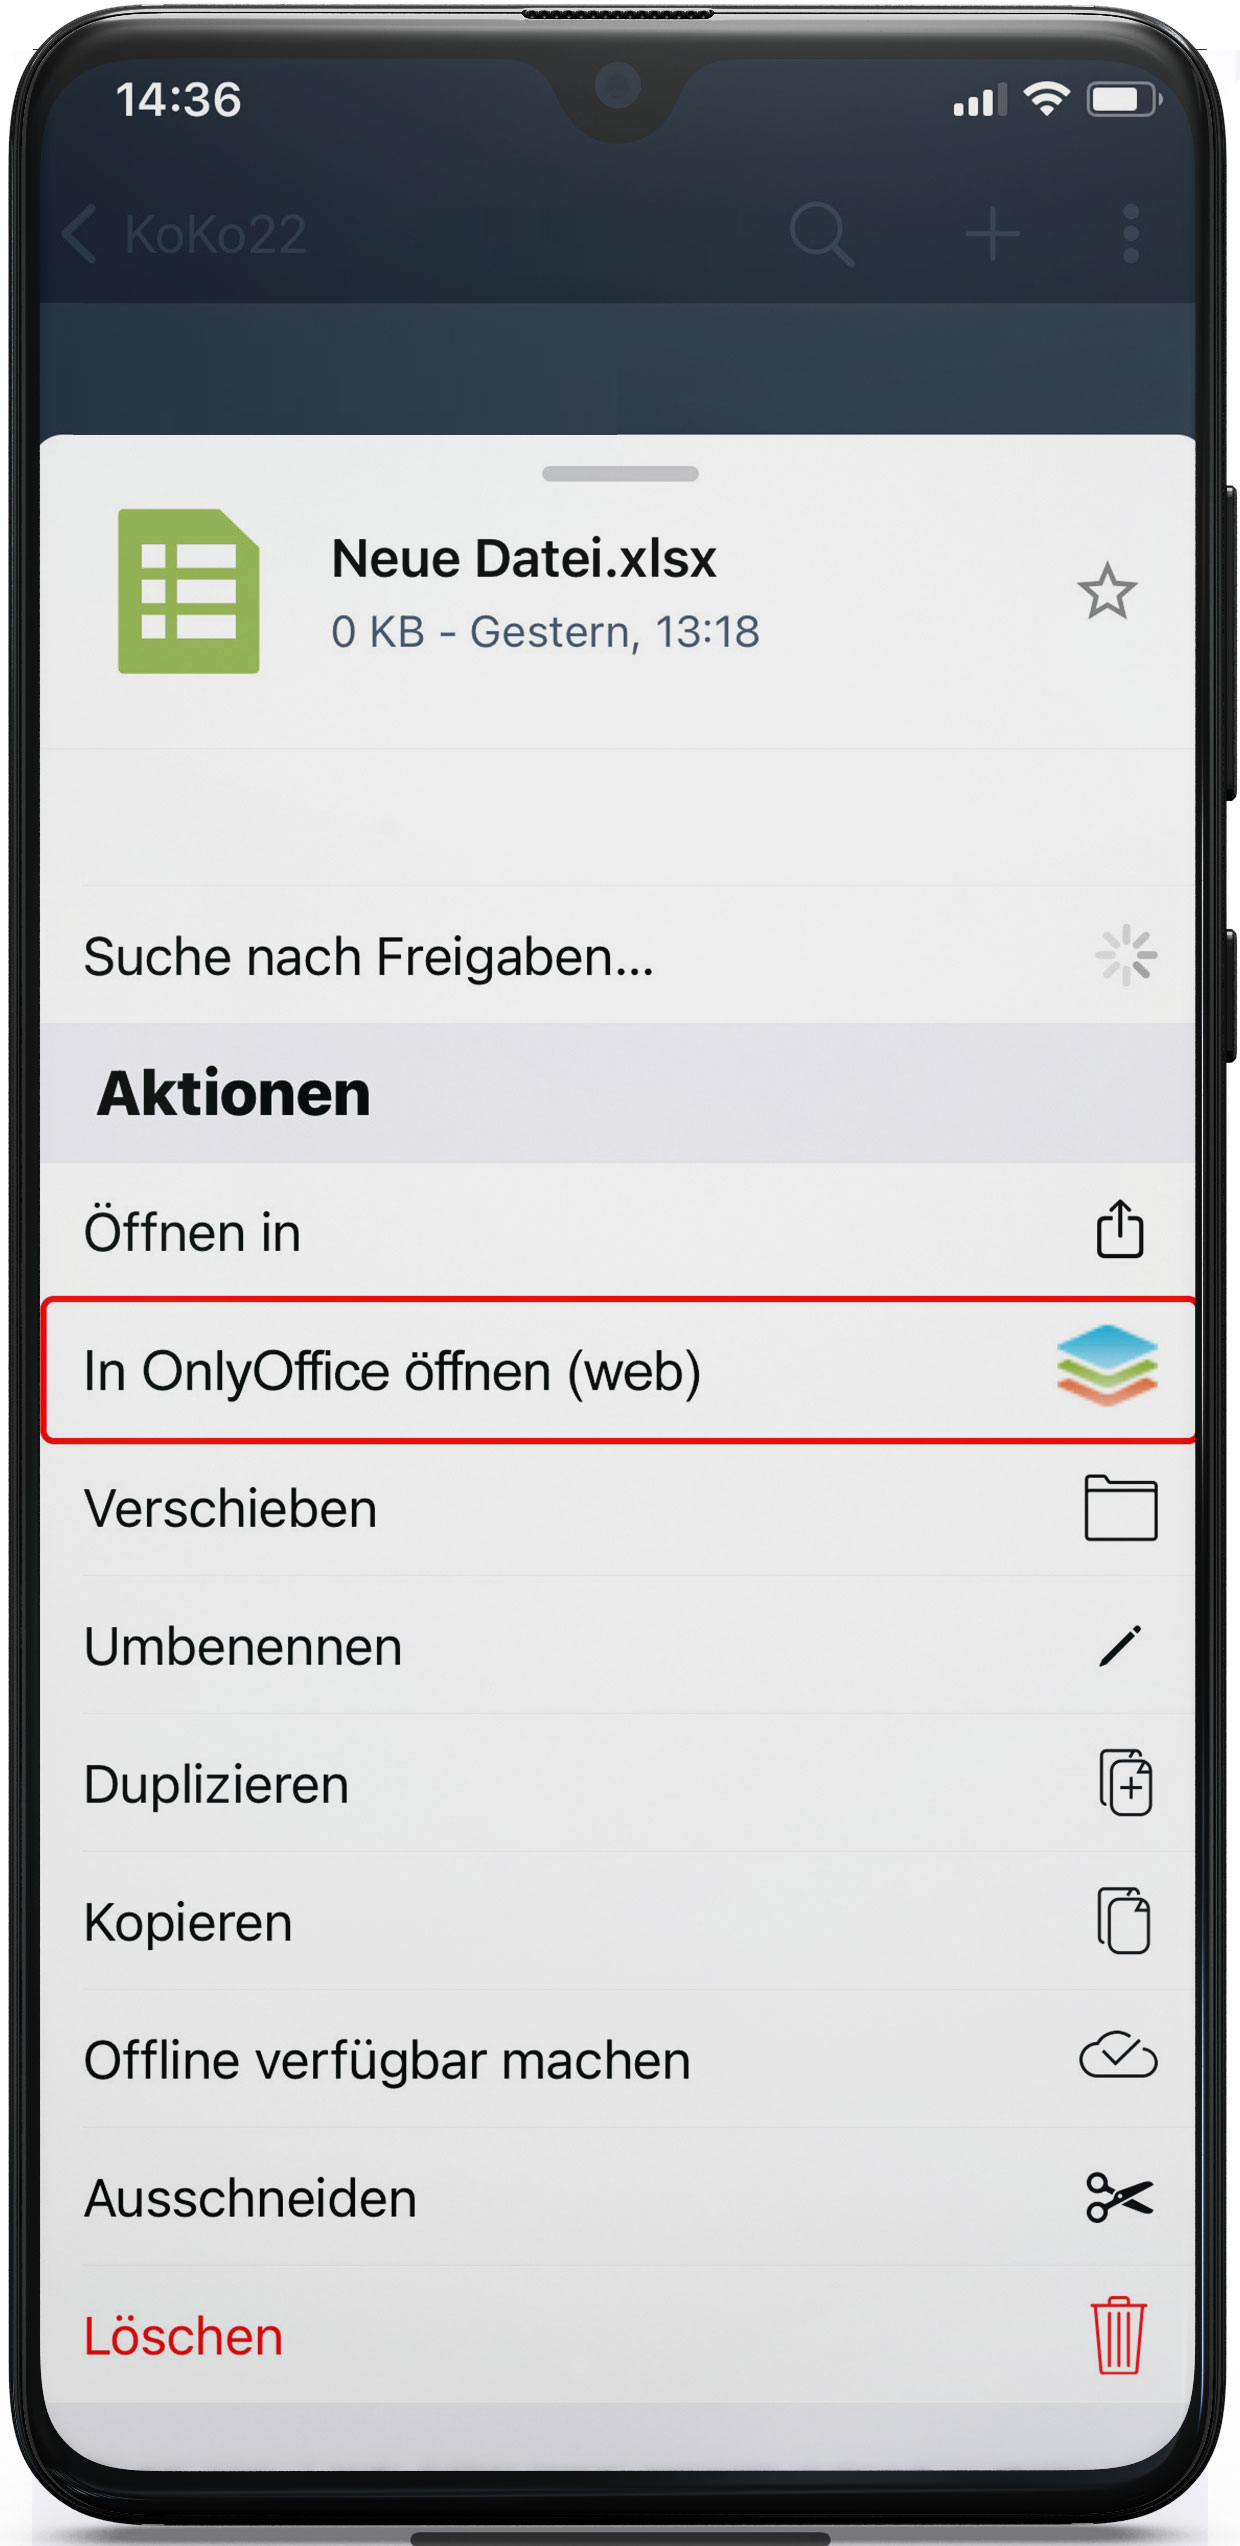 14:36
KoKo22
Neue Datei.xlsx
0 KB - Gestern, 13:18
Suche nach Freigaben...
Aktionen
Öffnen in
In OnlyOffice öffnen (web)
Verschieben
Umbenennen
Duplizieren
Kopieren
Offline verfügbar machen
Ausschneiden
Löschen